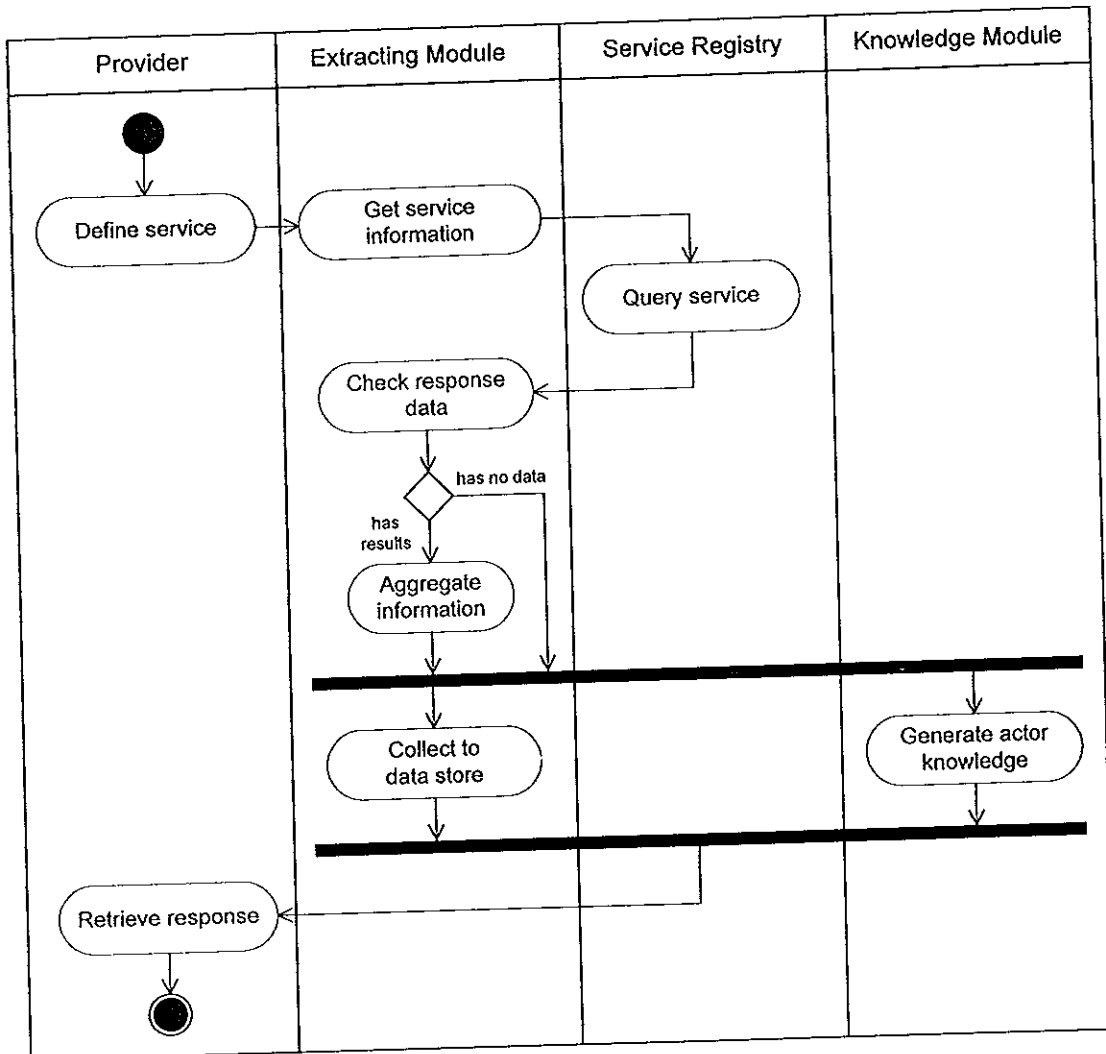 Provider
Extracting Module
Service Registry
Knowledge Module
Define service
Get service
information
Query service
Check response
data
has no data
has
results
Aggregate
information
Collect to
data store
Generate actor
knowledge
Retrieve response